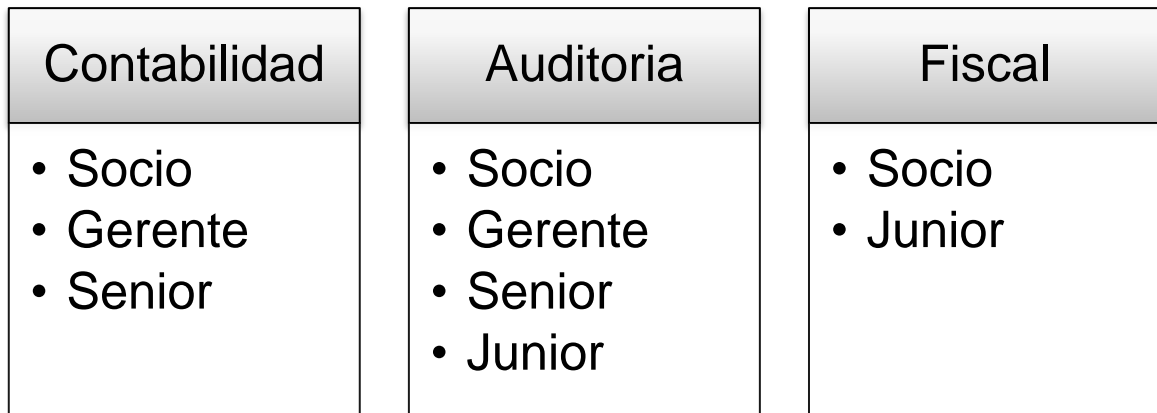 Contabilidad
• Socio
• Gerente
• Senior
Auditoria
• Socio
• Gerente
• Senior
• Junior
Fiscal
• Socio
• Junior